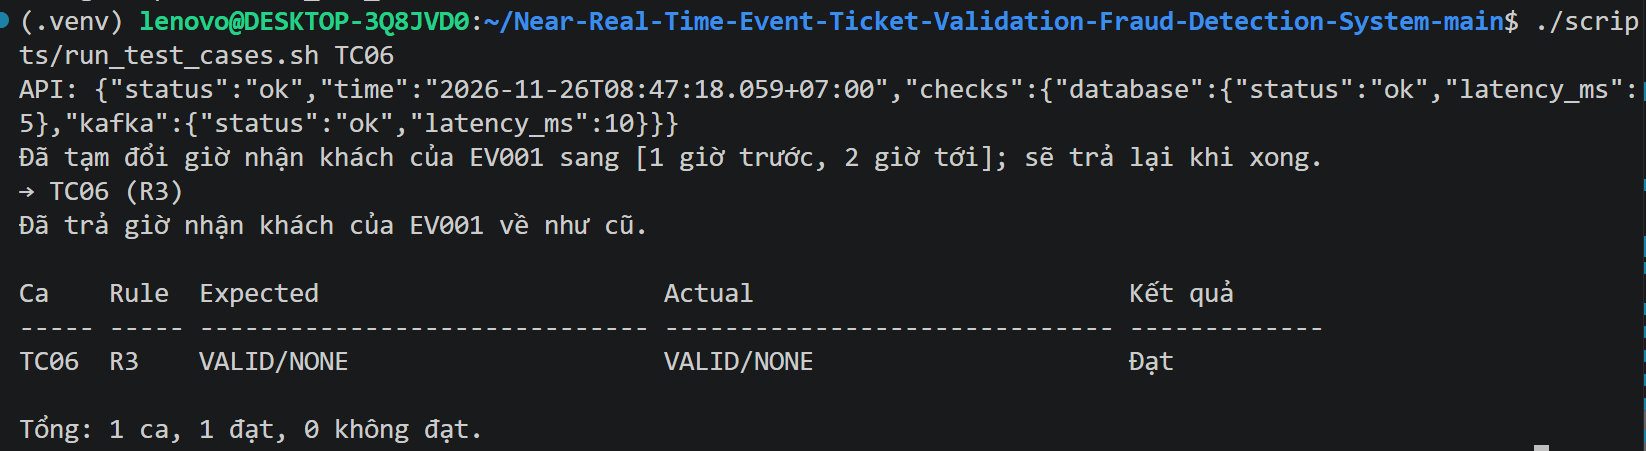 (.venv) lenovo@DESKTOP-3Q8JVD0:~/Near-Real-Time-Event-Ticket-Validation-Fraud-Detection-System-main$ ./scrip
ts/run_test_cases.sh TC06
API: {"status":"ok","time":"2026-11-26T08:47:18.059+07:00","checks":{"database":{"status":"ok","latency_ms":
5},"kafka":{"status":"ok","latency_ms":10}}}
Đã tạm đổi giờ nhận khách của EV001 sang [1 giờ trước, 2 giờ tới]; sẽ trả lại khi xong.
→ TC06 (R3)
Đã trả giờ nhận khách của EV001 về như cũ.
Ca Rule Expected Actual Kết quả
----- ----- ------------------------------ ------------------------------ -------------
TC06 R3 VALID/NONE VALID/NONE Đạt
Tổng: 1 ca, 1 đạt, 0 không đạt.